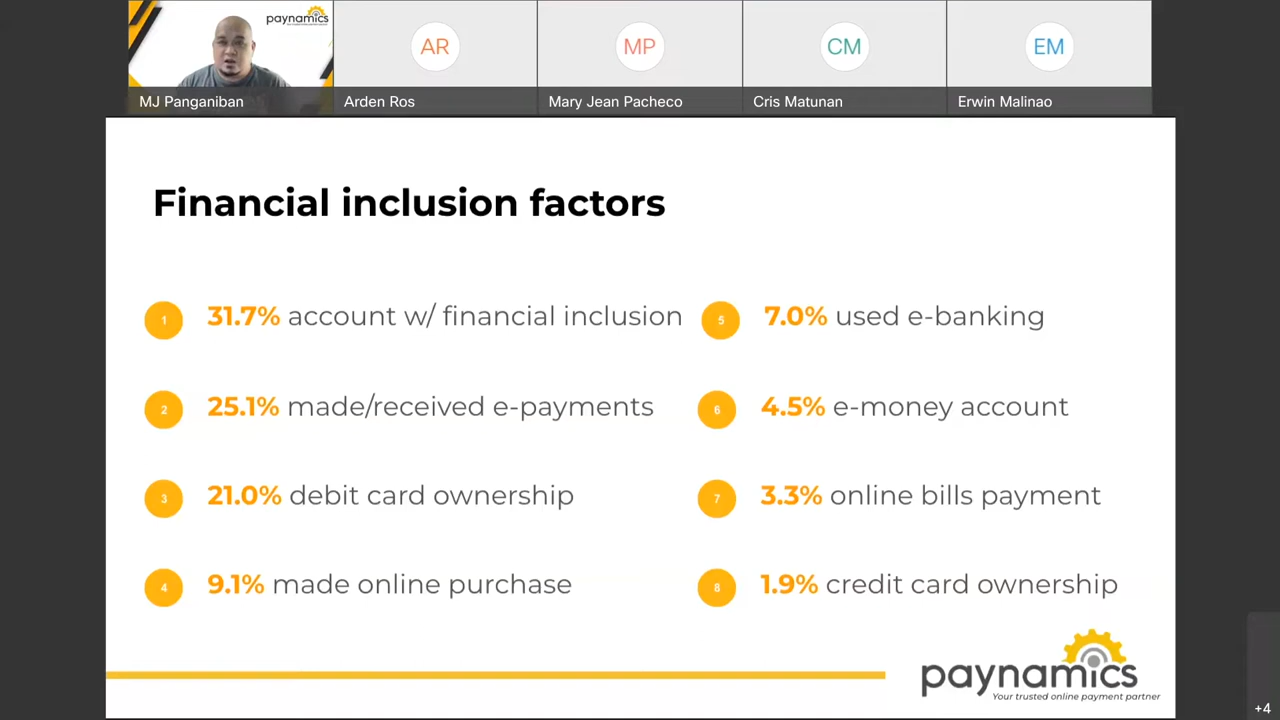 paynamics
AR
MP
CM
EM
MJ Panganiban
Arden Ros
Mary Jean Pacheco
Cris Matunan
Erwin Malinao
Financial inclusion factors
1 31.7% account w/ financial inclusion
2 25.1% made/received e-payments
3 21.0% debit card ownership
4 9.1% made online purchase
5 7.0% used e-banking
6 4.5% e-money account
7 3.3% online bills payment
8 1.9% credit card ownership
paynamics
Your trusted online payment partner
+4